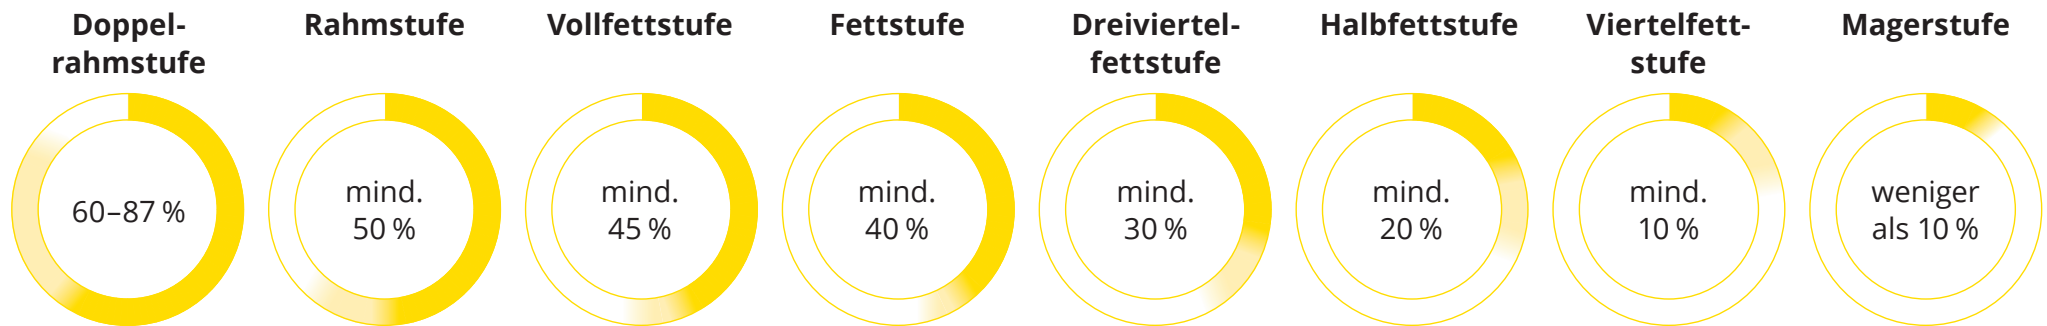 Doppel-
rahmstufe
60–87 %
Rahmstufe
mind.
50 %
Vollfettstufe
mind.
45 %
Fettstufe
mind.
40 %
Dreiviertel-
fettstufe
mind.
30 %
Halbfettstufe
mind.
20 %
Viertelfett-
stufe
mind.
10 %
Magerstufe
weniger
als 10 %